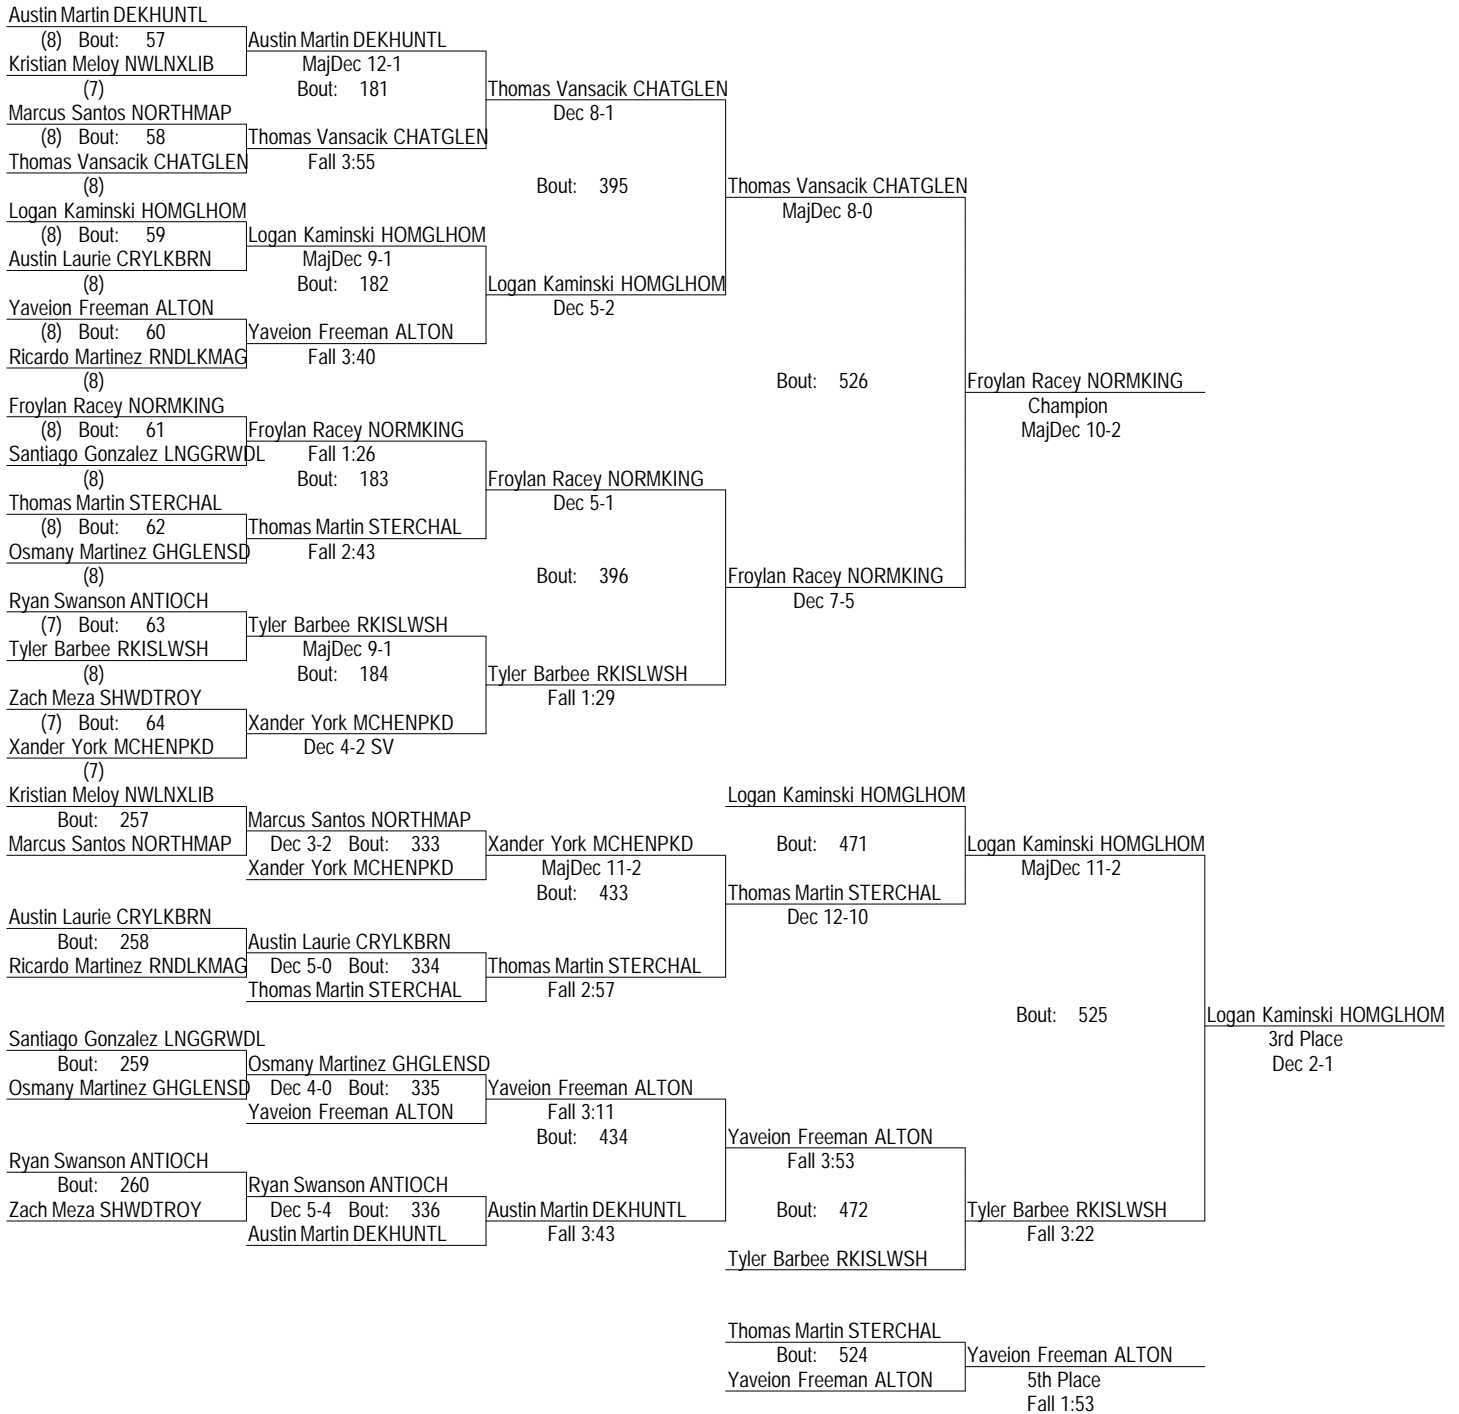 Austin Martin DEKHUNTL
(8) Bout: 57 Austin Martin DEKHUNTL
Kristian Meloy NWLNXLIB MajDec 12-1
(7) Bout: 181 Thomas Vansacik CHATGLEN
Marcus Santos NORTHMAP Dec 8-1
(8) Bout: 58 Thomas Vansacik CHATGLEN
Thomas Vansacik CHATGLEN Fall 3:55
(8) Bout: 395 Thomas Vansacik CHATGLEN
Logan Kaminski HOMGLHOM MajDec 8-0
(8) Bout: 59 Logan Kaminski HOMGLHOM
Austin Laurie CRYLKBRN MajDec 9-1
(8) Bout: 182 Logan Kaminski HOMGLHOM
Yaveion Freeman ALTON Dec 5-2
(8) Bout: 60 Yaveion Freeman ALTON
Ricardo Martinez RNDLKMAG Fall 3:40
(8) Bout: 526 Froylan Racey NORMKING
Froylan Racey NORMKING Champion
(8) Bout: 61 Froylan Racey NORMKING MajDec 10-2
Santiago Gonzalez LNGGRWDL Fall 1:26
(8) Bout: 183 Froylan Racey NORMKING
Thomas Martin STERCHAL Dec 5-1
(8) Bout: 62 Thomas Martin STERCHAL
Osmany Martinez GHGLENSD Fall 2:43
(8) Bout: 396 Froylan Racey NORMKING
Ryan Swanson ANTIOCH Dec 7-5
(7) Bout: 63 Tyler Barbee RKISLWSH
Tyler Barbee RKISLWSH MajDec 9-1
(8) Bout: 184 Tyler Barbee RKISLWSH
Zach Meza SHWDTROY Fall 1:29
(7) Bout: 64 Xander York MCHENPKD
Xander York MCHENPKD Dec 4-2 SV
(7)
Kristian Meloy NWLNXLIB Logan Kaminski HOMGLHOM
Bout: 257 Marcus Santos NORTHMAP
Marcus Santos NORTHMAP Dec 3-2 Bout: 333 Xander York MCHENPKD Bout: 471 Logan Kaminski HOMGLHOM
Xander York MCHENPKD MajDec 11-2 MajDec 11-2
Bout: 433 Thomas Martin STERCHAL
Austin Laurie CRYLKBRN Dec 12-10
Bout: 258 Austin Laurie CRYLKBRN
Ricardo Martinez RNDLKMAG Dec 5-0 Bout: 334 Thomas Martin STERCHAL
Thomas Martin STERCHAL Fall 2:57
Bout: 525 Logan Kaminski HOMGLHOM
Santiago Gonzalez LNGGRWDL 3rd Place
Bout: 259 Osmany Martinez GHGLENSD Dec 2-1
Osmany Martinez GHGLENSD Dec 4-0 Bout: 335 Yaveion Freeman ALTON
Yaveion Freeman ALTON Fall 3:11
Bout: 434 Yaveion Freeman ALTON
Ryan Swanson ANTIOCH Fall 3:53
Bout: 260 Ryan Swanson ANTIOCH
Zach Meza SHWDTROY Dec 5-4 Bout: 336 Austin Martin DEKHUNTL Bout: 472 Tyler Barbee RKISLWSH
Austin Martin DEKHUNTL Fall 3:43 Fall 3:22
Tyler Barbee RKISLWSH
Thomas Martin STERCHAL
Bout: 524 Yaveion Freeman ALTON
Yaveion Freeman ALTON 5th Place
Fall 1:53